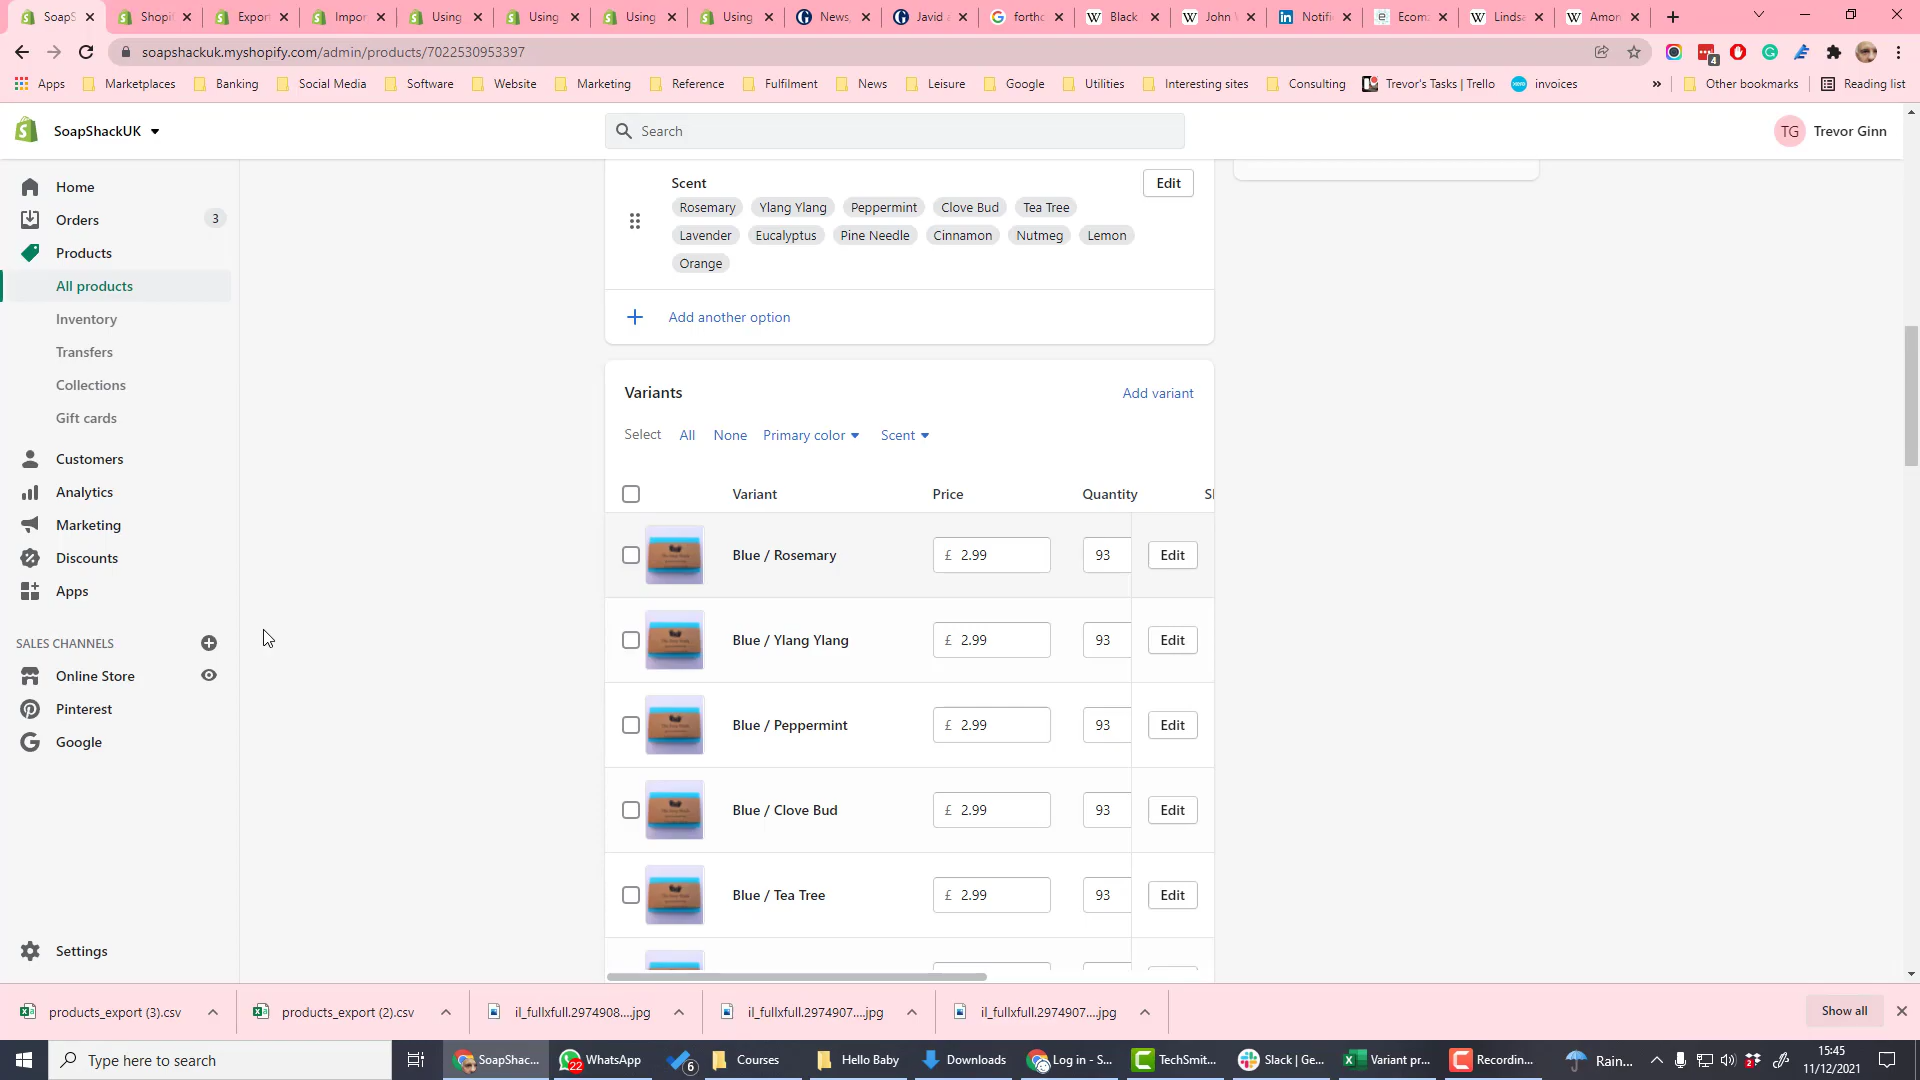 SoapS
Shopi
Export
Impor
Using
Using
Using
Using
News,
Javid a
forthc
Black
John
Notifi
Ecom
Lindsa
Amon
soapshackuk.myshopify.com/admin/products/7022530953397
4
Apps
Marketplaces
Banking
Social Media
Software
Website
Marketing
Reference
Fulfilment
News
Leisure
Google
Utilities
Interesting sites
Consulting
Trevor's Tasks | Trello
invoices
»
Other bookmarks
Reading list
SoapShackUK
Search
TG
Trevor Ginn
Home
Orders
3
Products
All products
Inventory
Transfers
Collections
Gift cards
Customers
Analytics
Marketing
Discounts
Apps
SALES CHANNELS
Online Store
Pinterest
Google
Settings
Scent
Edit
Rosemary Ylang Ylang Peppermint Clove Bud Tea Tree
Lavender Eucalyptus Pine Needle Cinnamon Nutmeg Lemon
Orange
Add another option
Variants
Add variant
Select All None Primary color Scent
Variant Price Quantity
Blue / Rosemary £ 2.99 93 Edit
Blue / Ylang Ylang £ 2.99 93 Edit
Blue / Peppermint £ 2.99 93 Edit
Blue / Clove Bud £ 2.99 93 Edit
Blue / Tea Tree £ 2.99 93 Edit
products_export (3).csv
products_export (2).csv
il_fullxfull.2974908....jpg
il_fullxfull.2974907....jpg
il_fullxfull.2974907....jpg
Show all
Type here to search
SoapShac...
22
WhatsApp
6
Courses
Hello Baby
Downloads
Log in - S...
TechSmit...
Slack | Ge...
Variant pr...
Recordin...
Rain...
15:45
11/12/2021